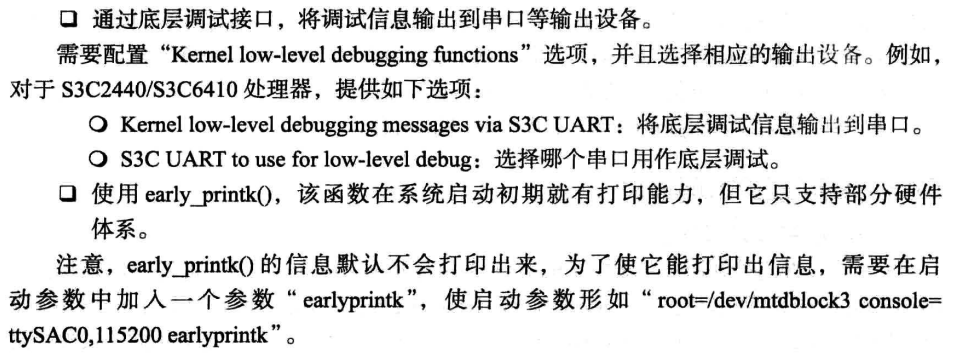 ❑ 通过底层调试接口，将调试信息输出到串口等输出设备。
需要配置“Kernel low-level debugging functions”选项，并且选择相应的输出设备。例如，
对于 S3C2440/S3C6410 处理器，提供如下选项：
❍ Kernel low-level debugging messages via S3C UART：将底层调试信息输出到串口。
❍ S3C UART to use for low-level debug：选择哪个串口用作底层调试。
❑ 使用 early_printk()，该函数在系统启动初期就有打印能力，但它只支持部分硬件
体系。
注意，early_printk() 的信息默认不会打印出来，为了使它能打印出信息，需要在启
动参数中加入一个参数“earlyprintk”，使启动参数形如“root=/dev/mtdblock3 console=
ttySAC0,115200 earlyprintk”。